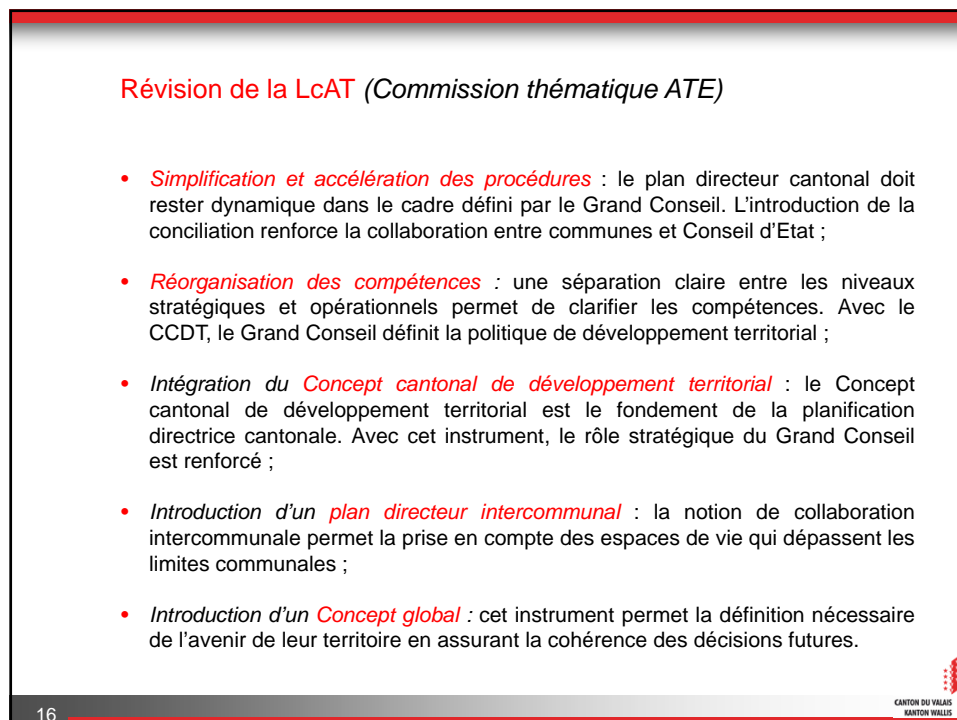 Révision de la LcAT (Commission thématique ATE)
• Simplification et accélération des procédures : le plan directeur cantonal doit
rester dynamique dans le cadre défini par le Grand Conseil. L'introduction de la
conciliation renforce la collaboration entre communes et Conseil d'Etat ;
• Réorganisation des compétences : une séparation claire entre les niveaux
stratégiques et opérationnels permet de clarifier les compétences. Avec le
CCDT, le Grand Conseil définit la politique de développement territorial ;
• Intégration du Concept cantonal de développement territorial : le Concept
cantonal de développement territorial est le fondement de la planification
directrice cantonale. Avec cet instrument, le rôle stratégique du Grand Conseil
est renforcé ;
• Introduction d'un plan directeur intercommunal : la notion de collaboration
intercommunale permet la prise en compte des espaces de vie qui dépassent les
limites communales ;
• Introduction d'un Concept global : cet instrument permet la définition nécessaire
de l'avenir de leur territoire en assurant la cohérence des décisions futures.
16
CANTON DU VALAIS
KANTON WALLIS